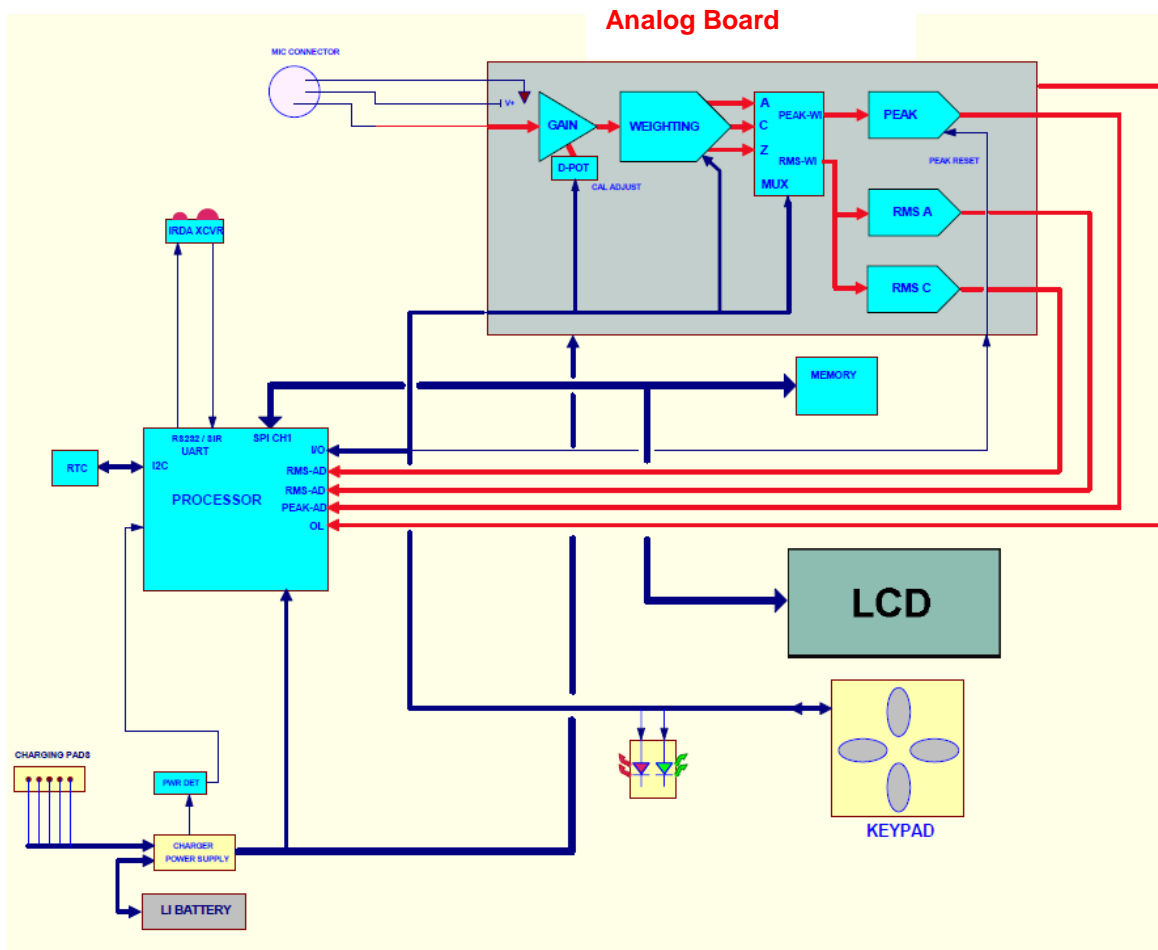 Analog Board
MIC CONNECTOR
V+
GAIN
WEIGHTING
A
C
Z
PEAK-WI
RMS-WI
MUX
PEAK
D-POT
CAL ADJUST
PEAK RESET
RMS A
RMS C
IRDA XCVR
MEMORY
RS232 / SIR
UART
SPI CH1
I/O
RTC
I2C
RMS-AD
RMS-AD
PROCESSOR
PEAK-AD
OL
LCD
CHARGING PADS
PWR DET
CHARGER
POWER SUPPLY
KEYPAD
LI BATTERY